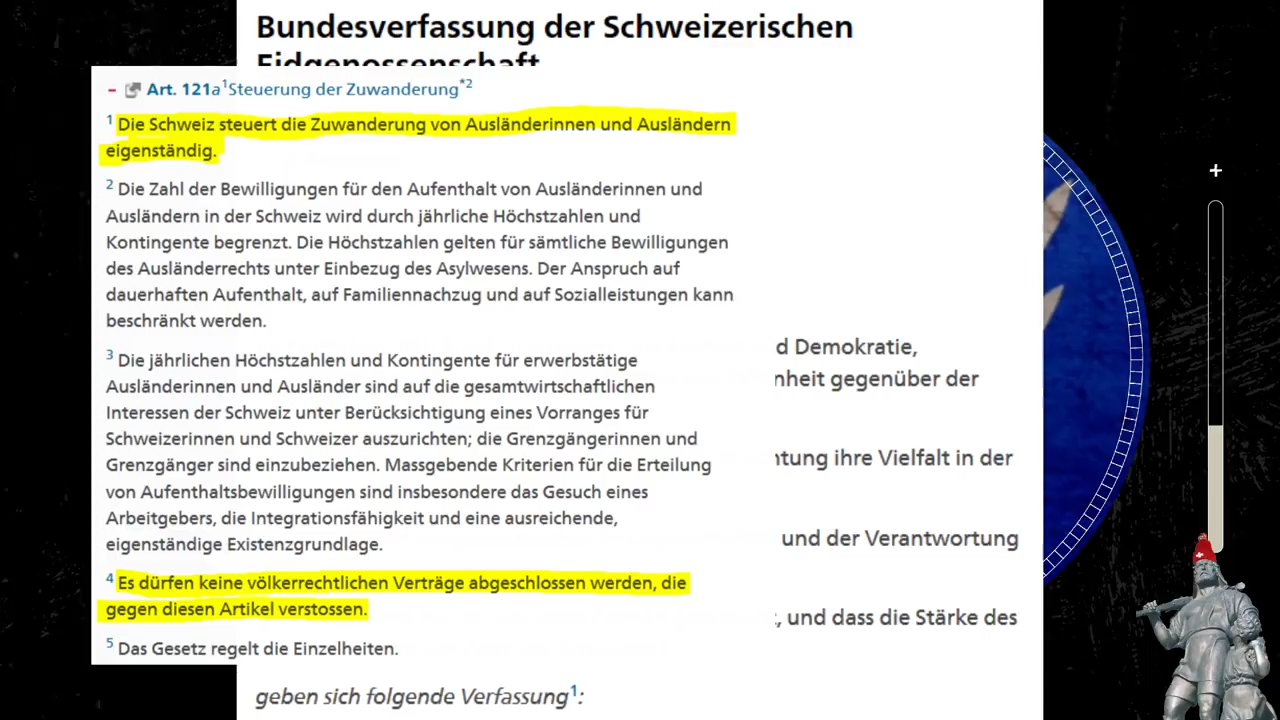 Bundesverfassung der Schweizerischen
Eidgenossenschaft
– Art. 121a¹ Steuerung der Zuwanderung*²
¹ Die Schweiz steuert die Zuwanderung von Ausländerinnen und Ausländern
eigenständig.
² Die Zahl der Bewilligungen für den Aufenthalt von Ausländerinnen und
Ausländern in der Schweiz wird durch jährliche Höchstzahlen und
Kontingente begrenzt. Die Höchstzahlen gelten für sämtliche Bewilligungen
des Ausländerrechts unter Einbezug des Asylwesens. Der Anspruch auf
dauerhaften Aufenthalt, auf Familiennachzug und auf Sozialleistungen kann
beschränkt werden.
³ Die jährlichen Höchstzahlen und Kontingente für erwerbstätige
Ausländerinnen und Ausländer sind auf die gesamtwirtschaftlichen
Interessen der Schweiz unter Berücksichtigung eines Vorranges für
Schweizerinnen und Schweizer auszurichten; die Grenzgängerinnen und
Grenzgänger sind einzubeziehen. Massgebende Kriterien für die Erteilung
von Aufenthaltsbewilligungen sind insbesondere das Gesuch eines
Arbeitgebers, die Integrationsfähigkeit und eine ausreichende,
eigenständige Existenzgrundlage.
⁴ Es dürfen keine völkerrechtlichen Verträge abgeschlossen werden, die
gegen diesen Artikel verstossen.
⁵ Das Gesetz regelt die Einzelheiten.
d Demokratie,
nheit gegenüber der
ntung ihre Vielfalt in der
und der Verantwortung
, und dass die Stärke des
geben sich folgende Verfassung¹:
+